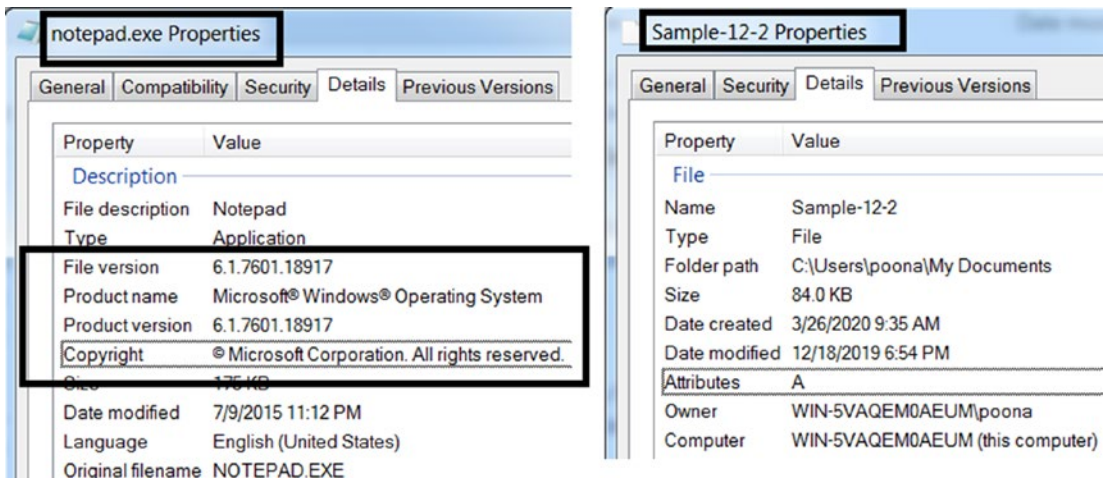 notepad.exe Properties
General Compatibility Security Details Previous Versions
Property Value
Description
File description Notepad
Type Application
File version 6.1.7601.18917
Product name Microsoft® Windows® Operating System
Product version 6.1.7601.18917
Copyright © Microsoft Corporation. All rights reserved.
Size 175 KB
Date modified 7/9/2015 11:12 PM
Language English (United States)
Original filename NOTEPAD.EXE
Sample-12-2 Properties
General Security Details Previous Versions
Property Value
File
Name Sample-12-2
Type File
Folder path C:\Users\poona\My Documents
Size 84.0 KB
Date created 3/26/2020 9:35 AM
Date modified 12/18/2019 6:54 PM
Attributes A
Owner WIN-5VAQEM0AEUM\poona
Computer WIN-5VAQEM0AEUM (this computer)